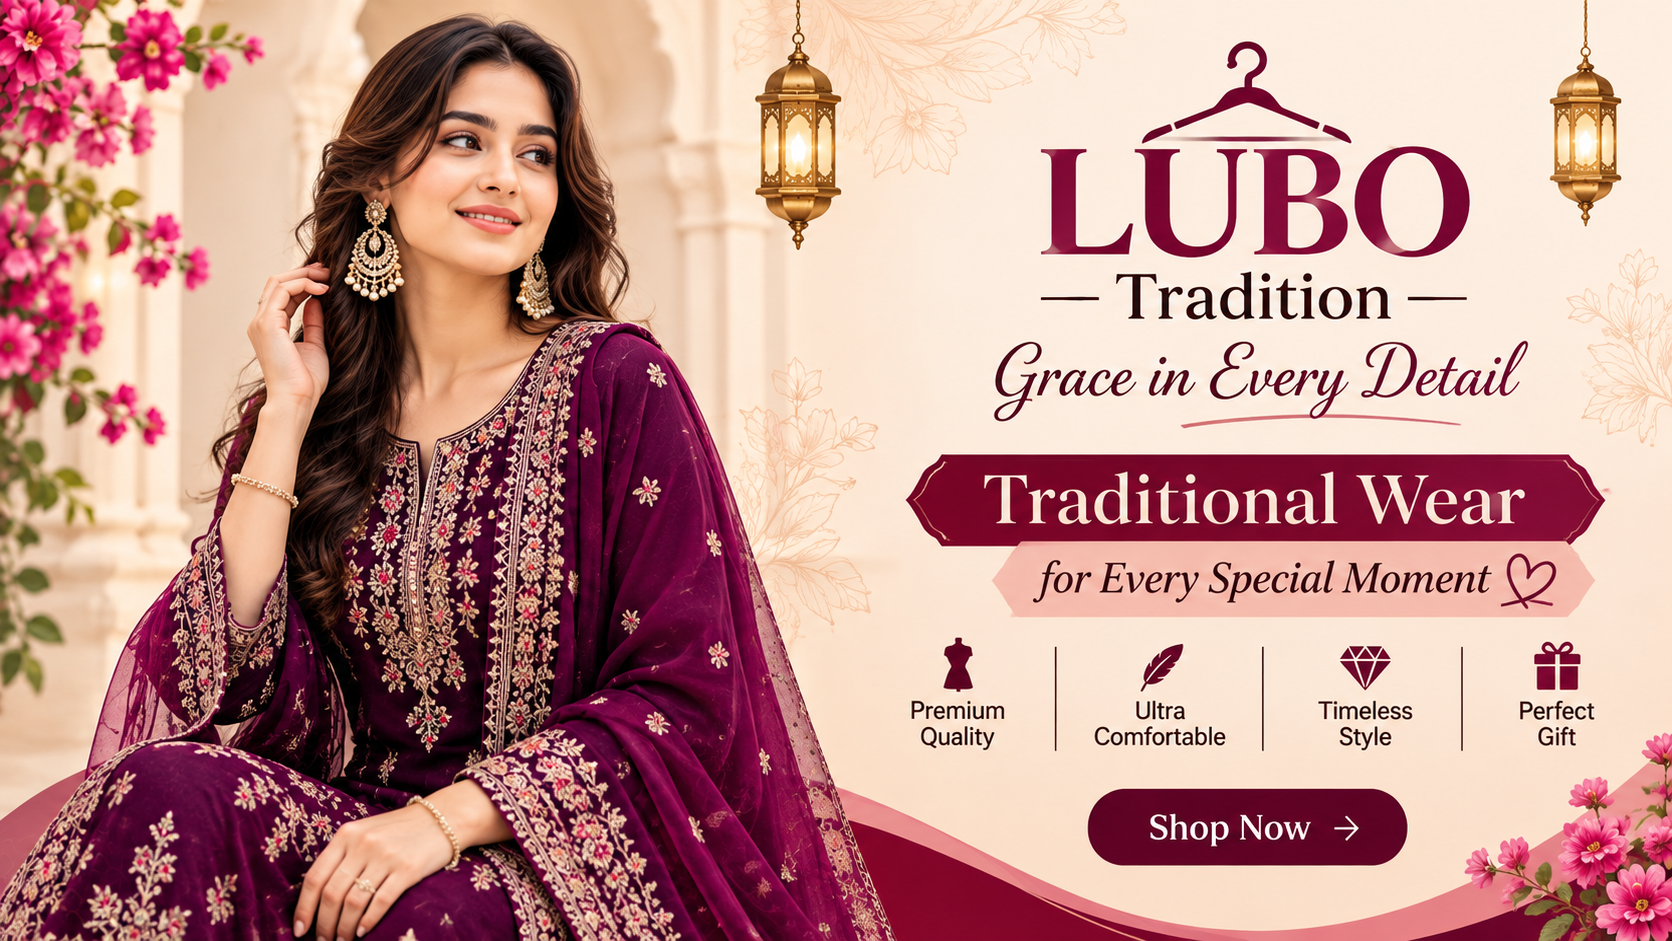 LUBO
Tradition
Grace in Every Detail
Traditional Wear
for Every Special Moment
Premium
Quality
Ultra
Comfortable
Timeless
Style
Perfect
Gift
Shop Now →